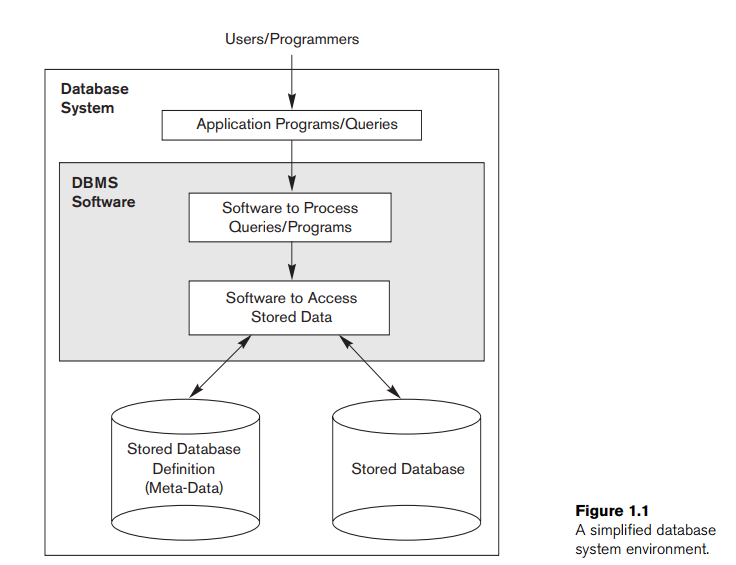 Users/Programmers
Database
System
Application Programs/Queries
DBMS
Software
Software to Process
Queries/Programs
Software to Access
Stored Data
Stored Database
Definition
(Meta-Data)
Stored Database
Figure 1.1
A simplified database
system environment.